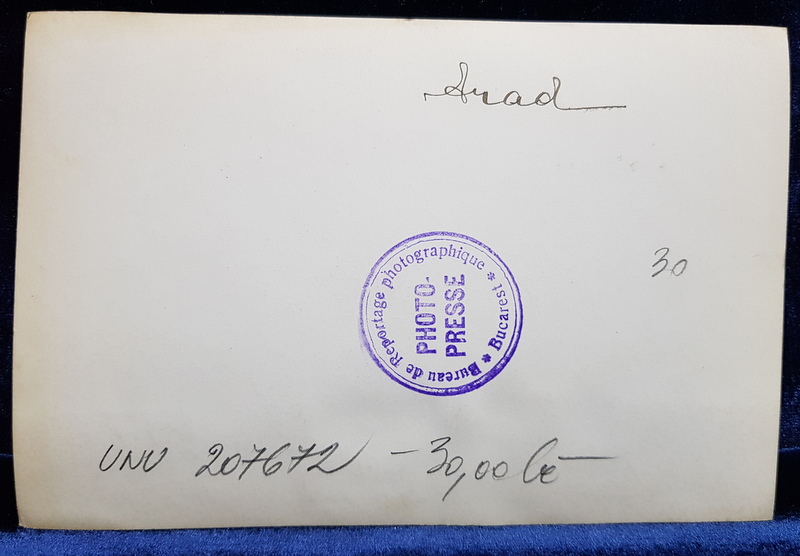 Arad
30
Bureau de Reportage photographique * Bucarest *
PHOTO-
PRESSE
UNU 207672 - 30,00 lei